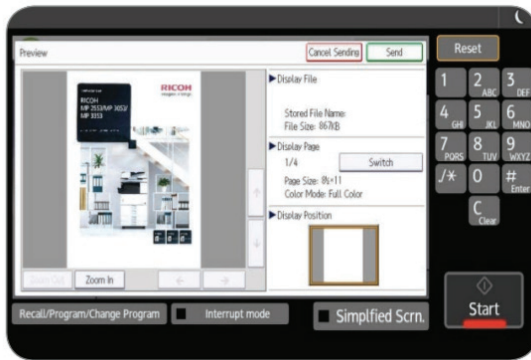 Preview
Cancel Sending
Send
Reset
RICOH
MP 2553/MP 3053/
MP 3353
RICOH
▶Display File
Stored File Name:
File Size: 867KB
▶Display Page
1/4
Switch
Page Size: 8½×11
Color Mode: Full Color
▶Display Position
Zoom Out
Zoom In
1
2 ABC
3 DEF
4 GHI
5 JKL
6 MNO
7 PQRS
8 TUV
9 WXYZ
./*
0
# Enter
C Clear
Recall/Program/Change Program
Interrupt mode
Simplfied Scrn.
Start